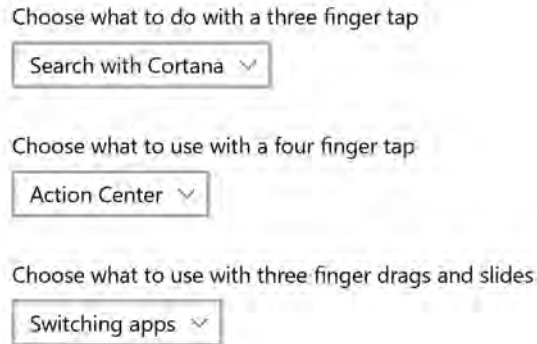 Choose what to do with a three finger tap
Search with Cortana
Choose what to use with a four finger tap
Action Center
Choose what to use with three finger drags and slides
Switching apps